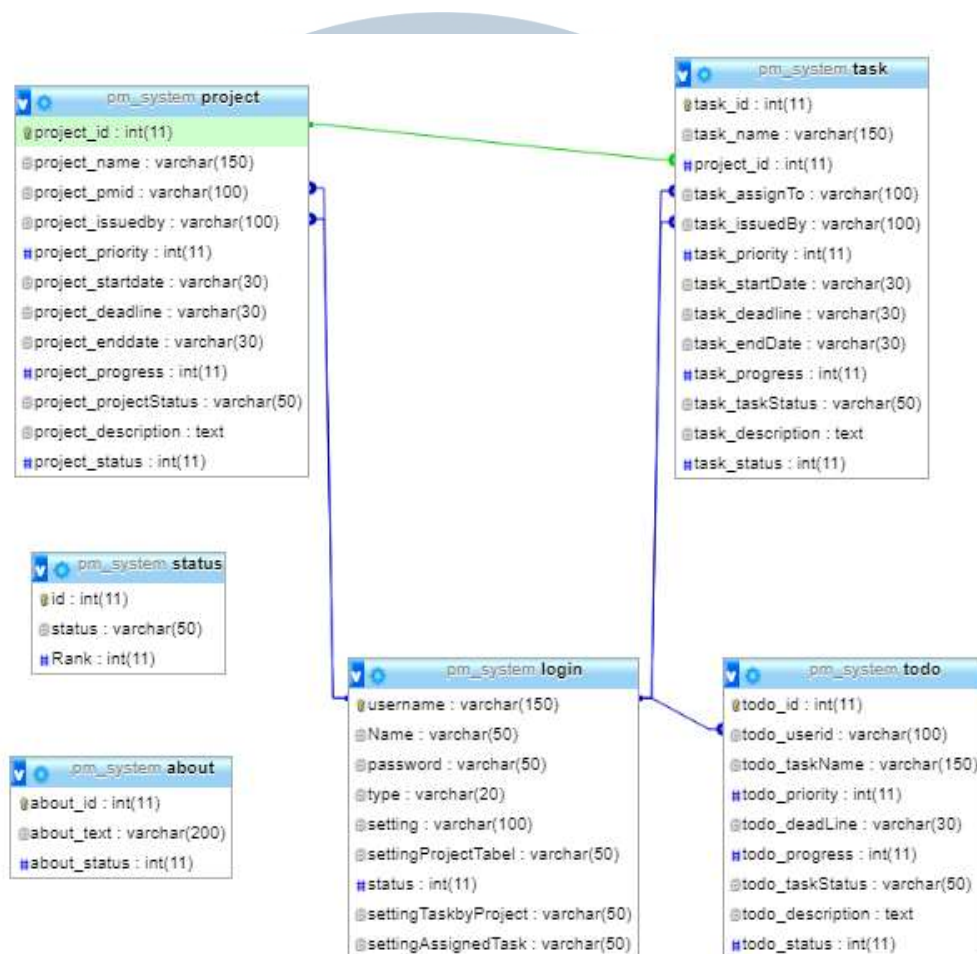 pm_system project
project_id : int(11)
project_name : varchar(150)
project_pmid : varchar(100)
project_issuedby : varchar(100)
project_priority : int(11)
project_startdate : varchar(30)
project_deadline : varchar(30)
project_enddate : varchar(30)
project_progress : int(11)
project_projectStatus : varchar(50)
project_description : text
project_status : int(11)
pm_system task
task_id : int(11)
task_name : varchar(150)
project_id : int(11)
task_assignTo : varchar(100)
task_issuedBy : varchar(100)
task_priority : int(11)
task_startDate : varchar(30)
task_deadline : varchar(30)
task_endDate : varchar(30)
task_progress : int(11)
task_taskStatus : varchar(50)
task_description : text
task_status : int(11)
pm_system status
id : int(11)
status : varchar(50)
Rank : int(11)
pm_system about
about_id : int(11)
about_text : varchar(200)
about_status : int(11)
pm_system login
username : varchar(150)
Name : varchar(50)
password : varchar(50)
type : varchar(20)
setting : varchar(100)
settingProjectTabel : varchar(50)
status : int(11)
settingTaskbyProject : varchar(50)
settingAssignedTask : varchar(50)
pm_system todo
todo_id : int(11)
todo_userid : varchar(100)
todo_taskName : varchar(150)
todo_priority : int(11)
todo_deadLine : varchar(30)
todo_progress : int(11)
todo_taskStatus : varchar(50)
todo_description : text
todo_status : int(11)